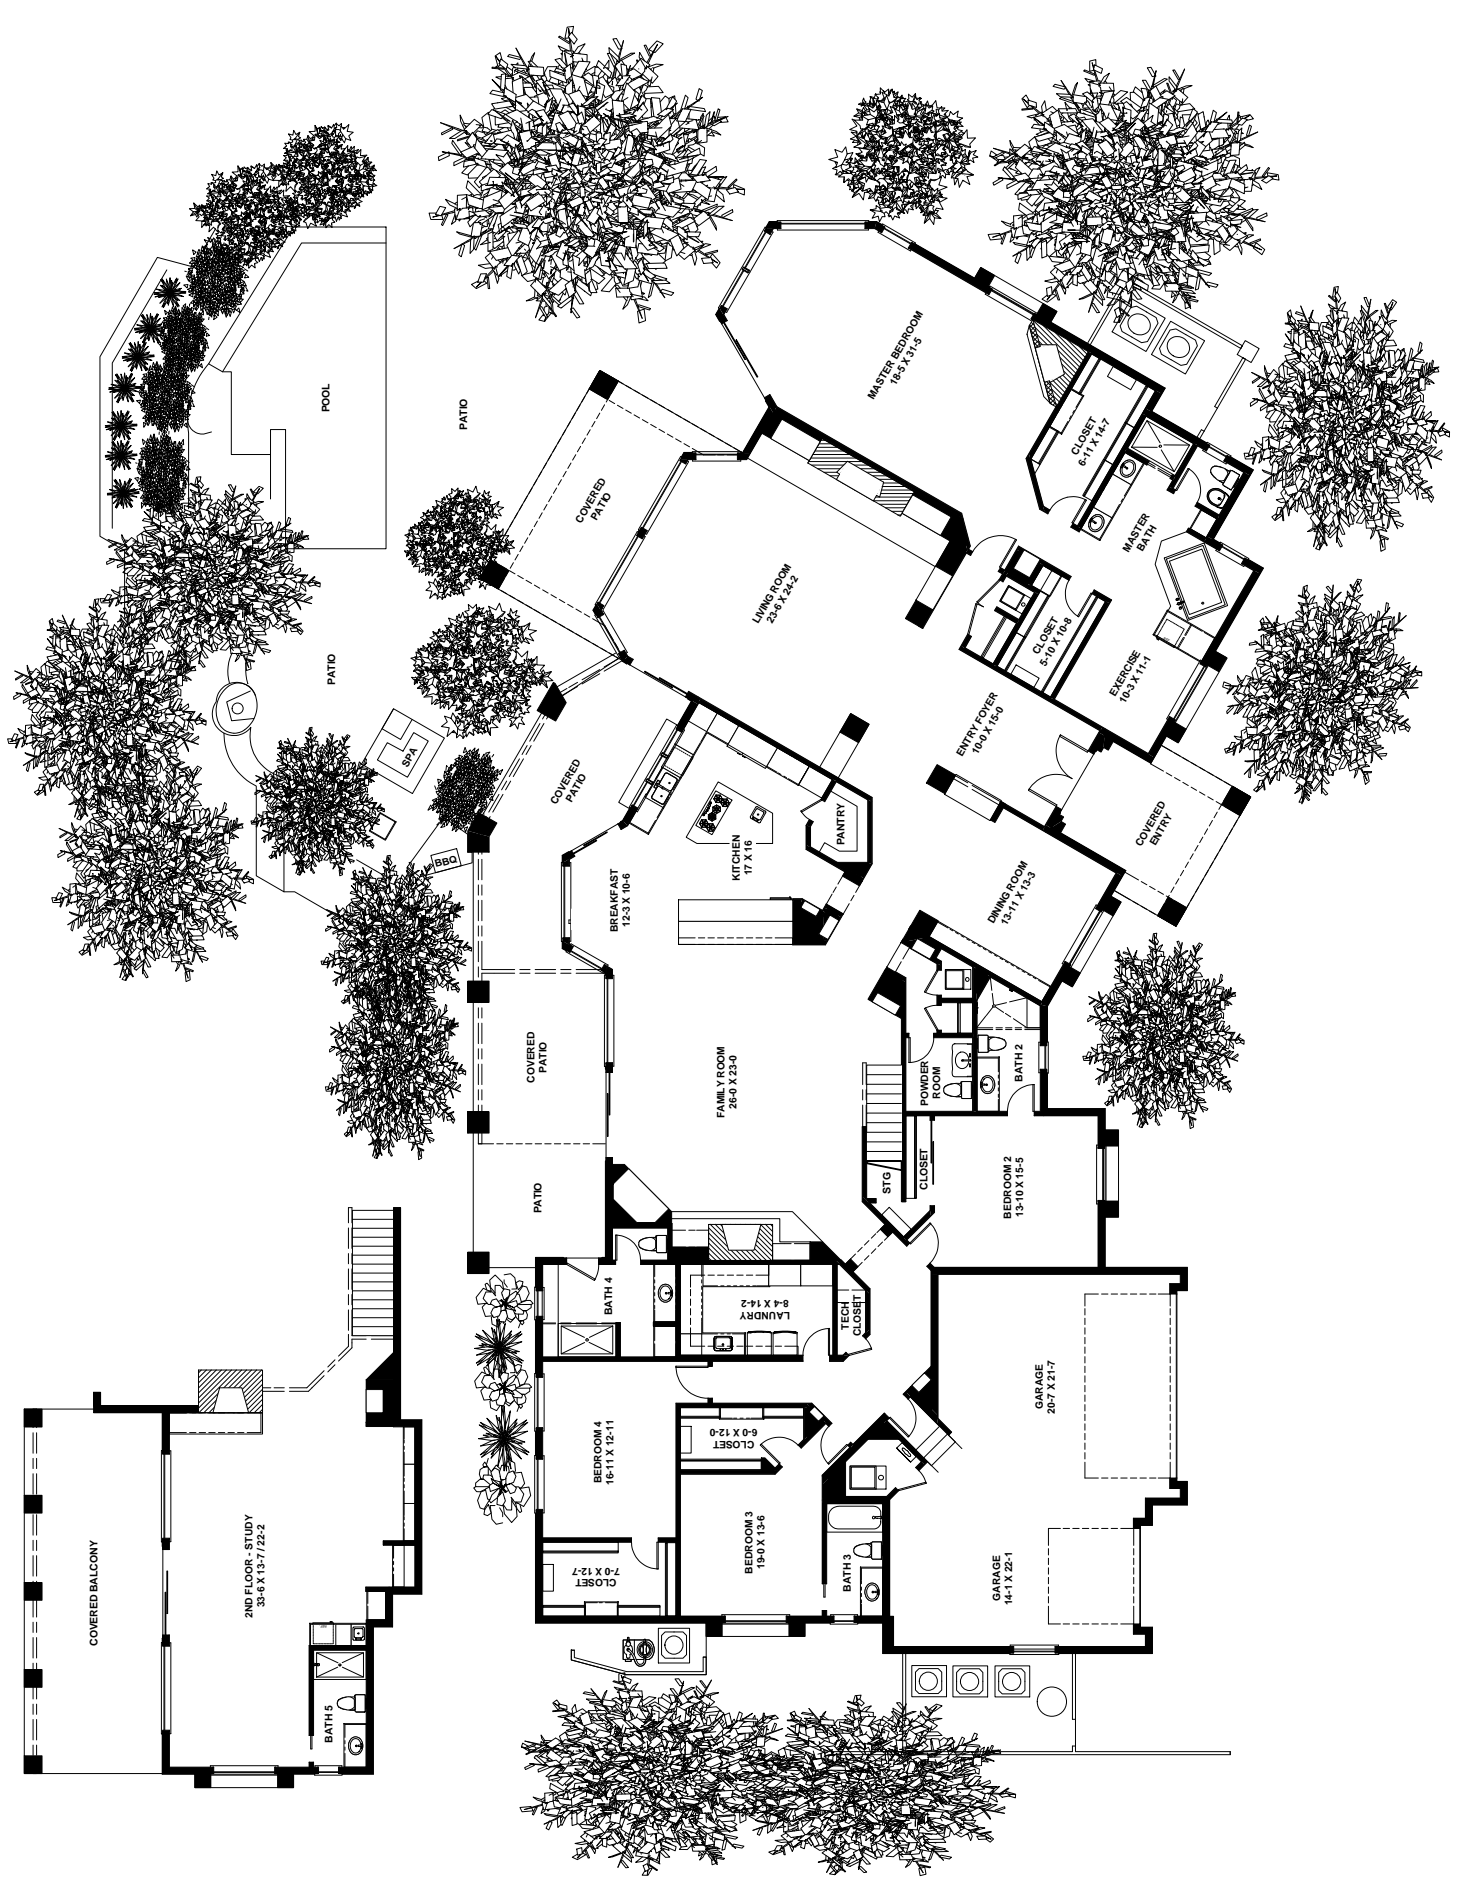 POOL
PATIO
MASTER BEDROOM
18-5 X 31-5
COVERED
PATIO
CLOSET
6-11 X 14-7
MASTER
BATH
LIVING ROOM
23-6 X 24-2
CLOSET
5-10 X 10-8
EXERCISE
10-3 X 11-1
PATIO
SPA
ENTRY FOYER
10-0 X 15-0
COVERED
PATIO
COVERED
ENTRY
PANTRY
KITCHEN
17 X 16
BBQ
BREAKFAST
12-3 X 10-6
DINING ROOM
13-11 X 13-3
COVERED
PATIO
FAMILY ROOM
26-0 X 23-0
POWDER
ROOM
BATH 2
STG
CLOSET
BEDROOM 2
13-10 X 15-5
PATIO
BATH 4
LAUNDRY
8-4 X 14-2
TECH
CLOSET
GARAGE
20-7 X 21-7
BEDROOM 4
16-11 X 12-11
CLOSET
6-0 X 12-0
BEDROOM 3
19-0 X 13-6
CLOSET
7-0 X 12-7
BATH 3
GARAGE
14-1 X 22-1
COVERED BALCONY
2ND FLOOR - STUDY
33-6 X 13-7 / 22-2
BATH 5